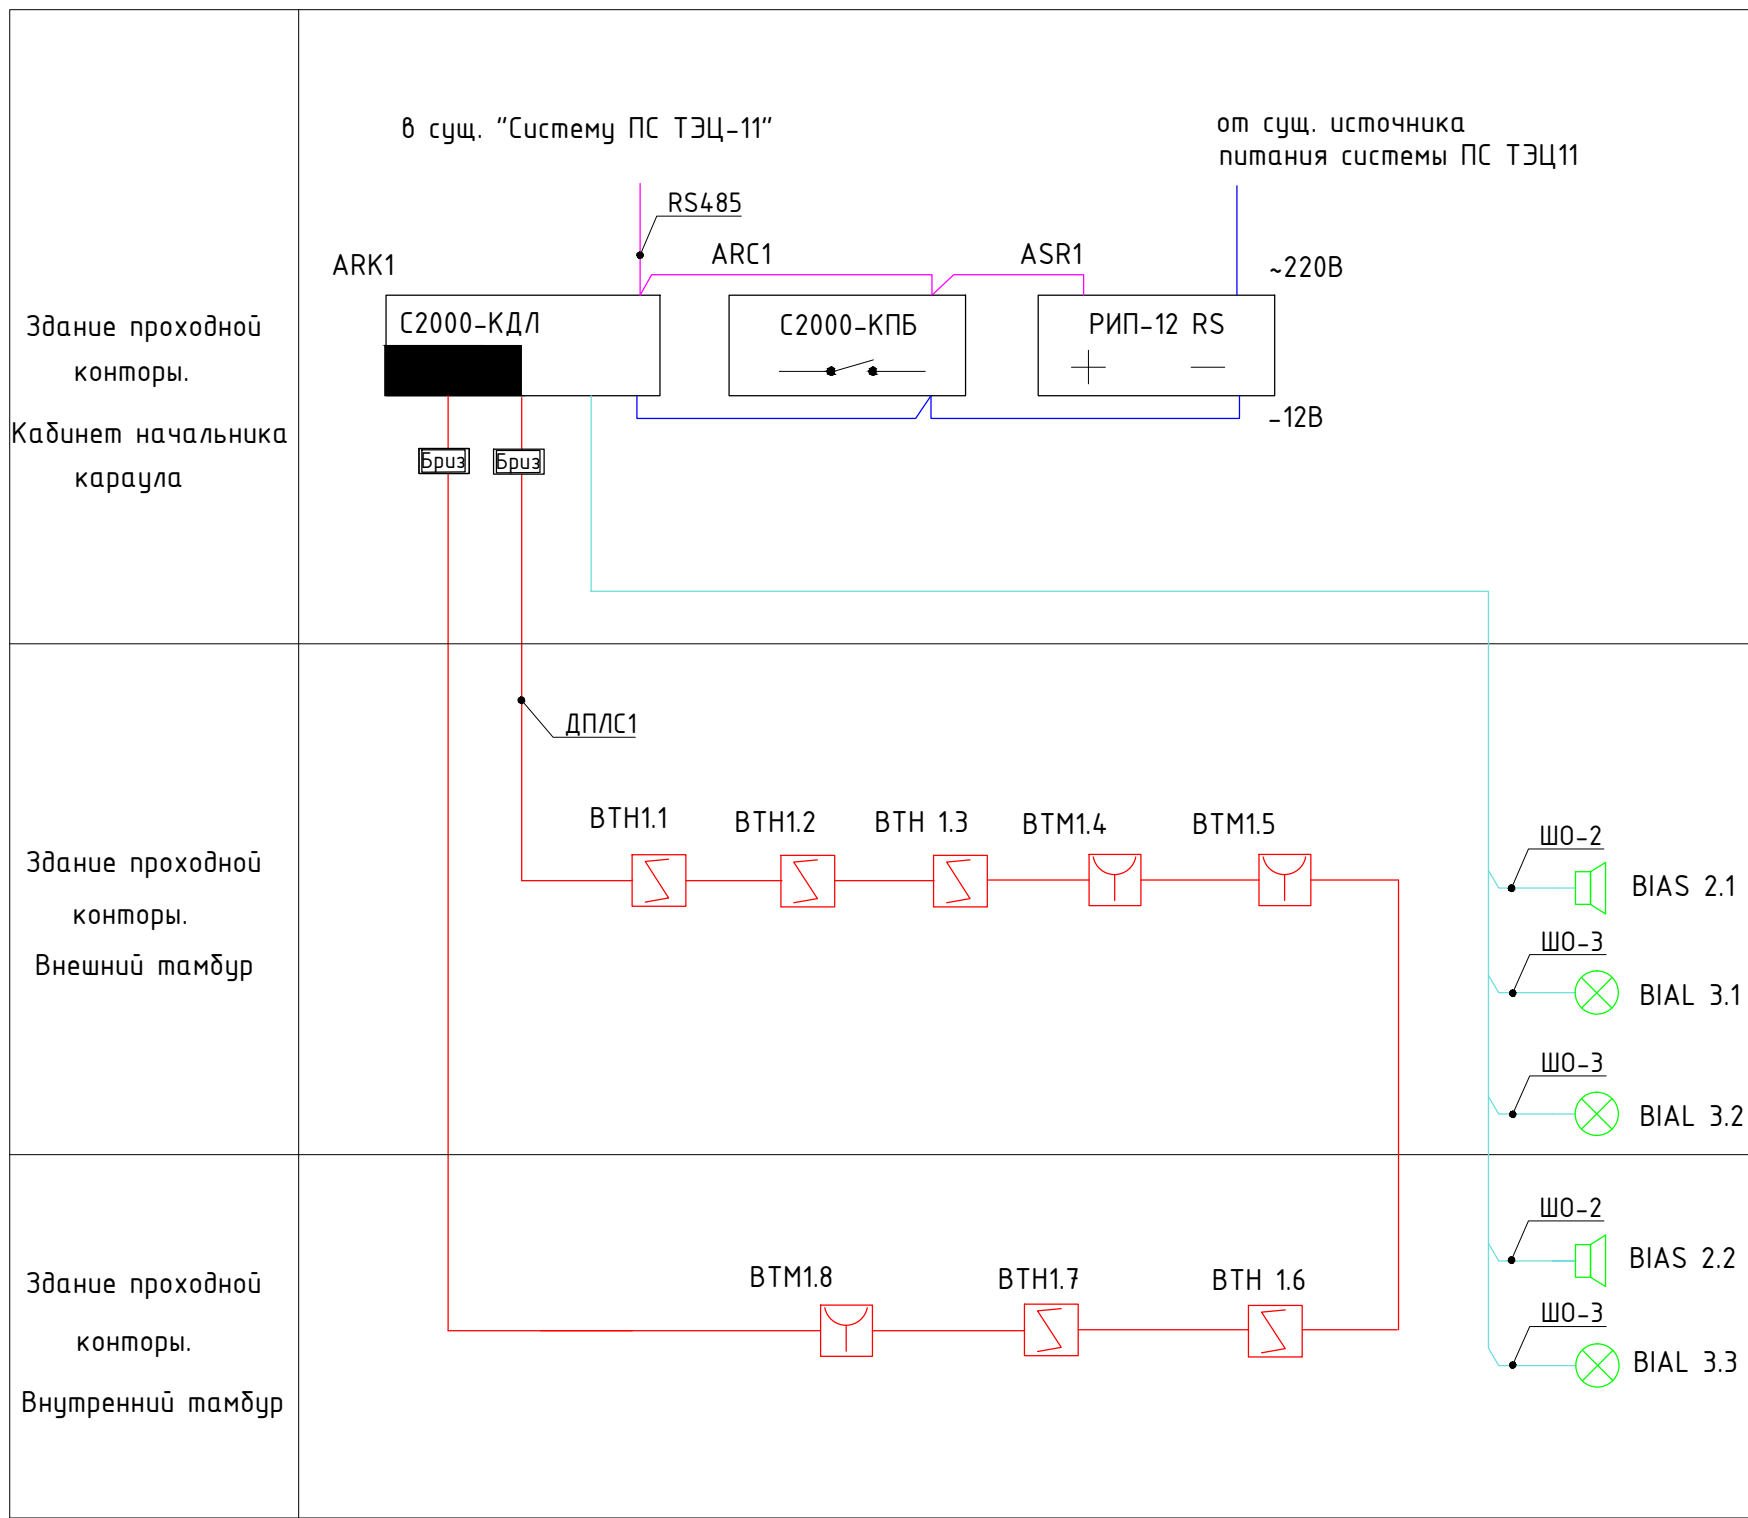 в сущ. "Систему ПС ТЭЦ-11"
от сущ. источника
питания системы ПС ТЭЦ11
RS485
ARK1
ARC1
ASR1
~220В
С2000-КДЛ
С2000-КПБ
РИП-12 RS
-12В
Здание проходной
конторы.
Кабинет начальника
караула
Бриз
Бриз
ДПЛС1
Здание проходной
конторы.
Внешний тамбур
ВТН1.1
ВТН1.2
ВТН 1.3
ВТМ1.4
ВТМ1.5
ШО-2
BIAS 2.1
ШО-3
BIAL 3.1
ШО-3
BIAL 3.2
Здание проходной
конторы.
Внутренний тамбур
ВТМ1.8
ВТН1.7
ВТН 1.6
ШО-2
BIAS 2.2
ШО-3
BIAL 3.3